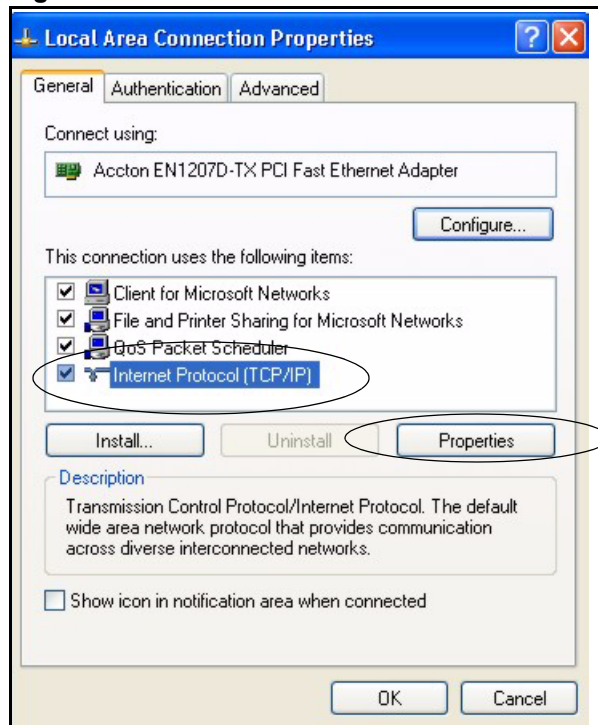 Local Area Connection Properties
General Authentication Advanced
Connect using:
Accton EN1207D-TX PCI Fast Ethernet Adapter
Configure...
This connection uses the following items:
Client for Microsoft Networks
File and Printer Sharing for Microsoft Networks
QoS Packet Scheduler
Internet Protocol (TCP/IP)
Install... Uninstall Properties
Description
Transmission Control Protocol/Internet Protocol. The default
wide area network protocol that provides communication
across diverse interconnected networks.
Show icon in notification area when connected
OK Cancel